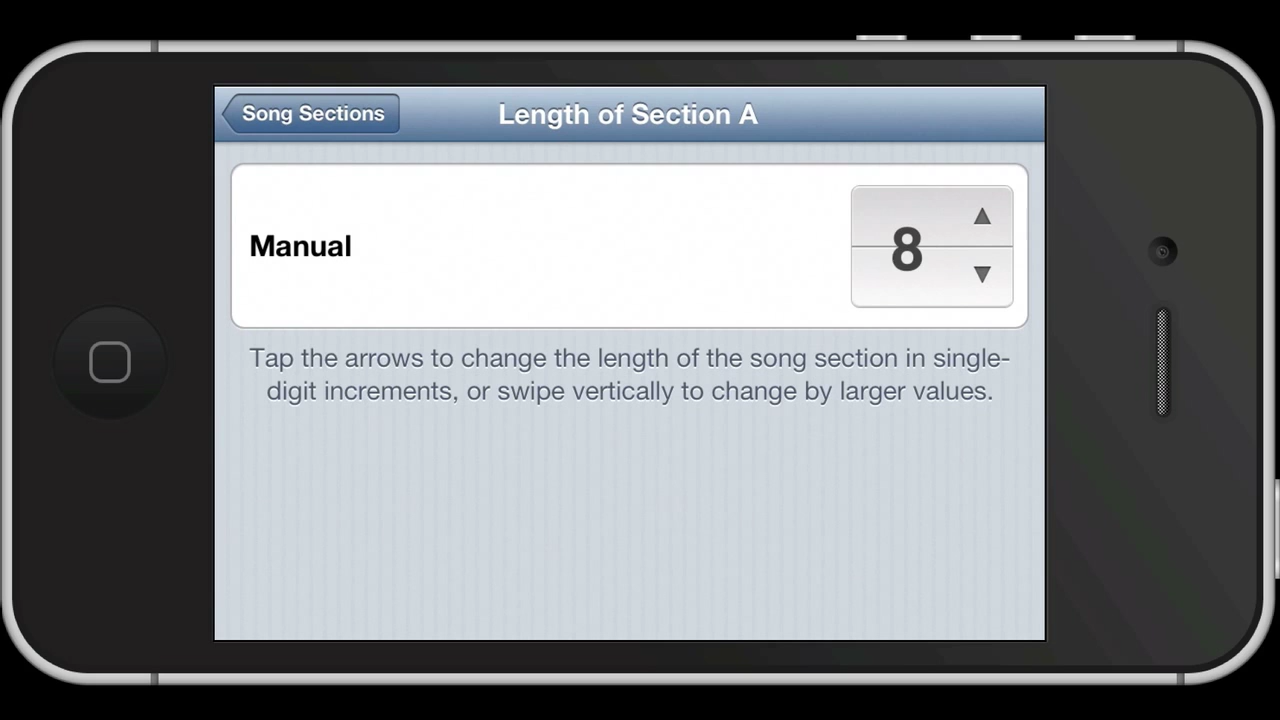 Song Sections
Length of Section A
Manual
8
Tap the arrows to change the length of the song section in single-
digit increments, or swipe vertically to change by larger values.